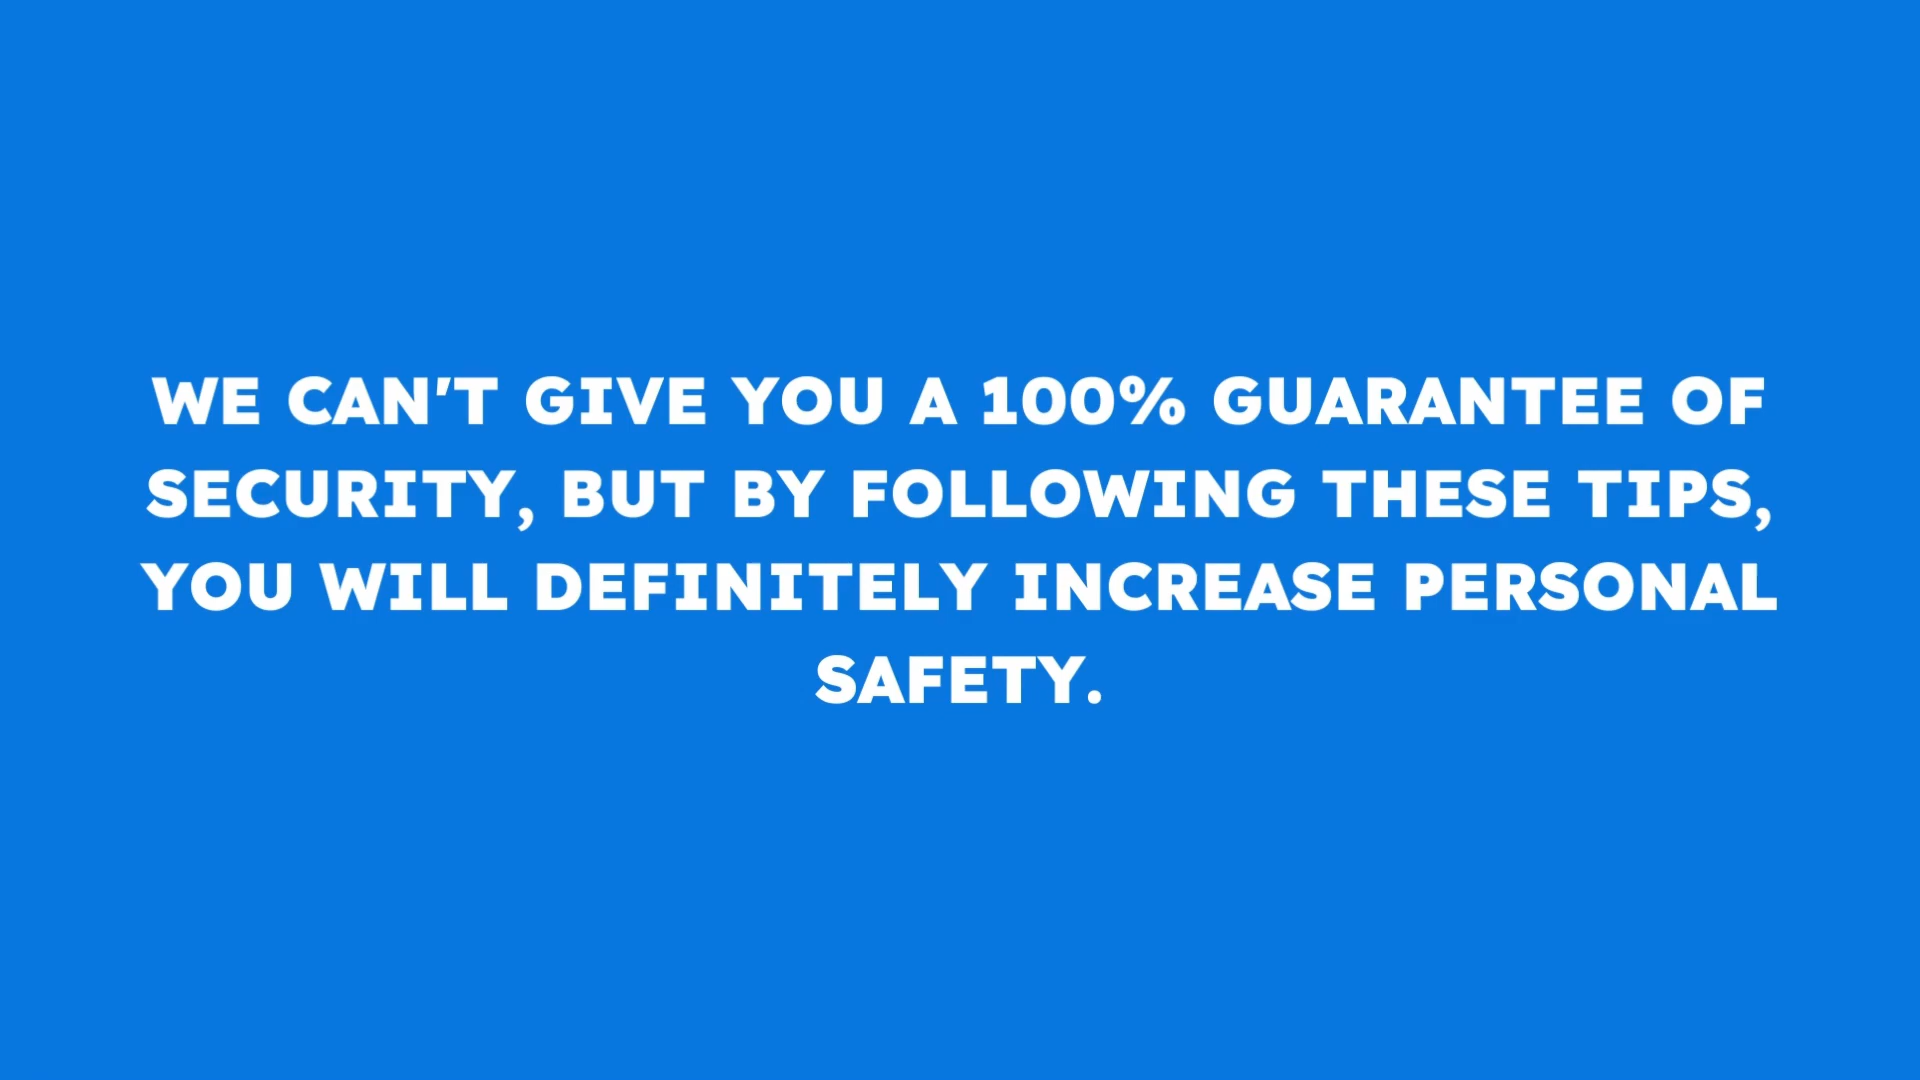 WE CAN'T GIVE YOU A 100% GUARANTEE OF
SECURITY, BUT BY FOLLOWING THESE TIPS,
YOU WILL DEFINITELY INCREASE PERSONAL
SAFETY.